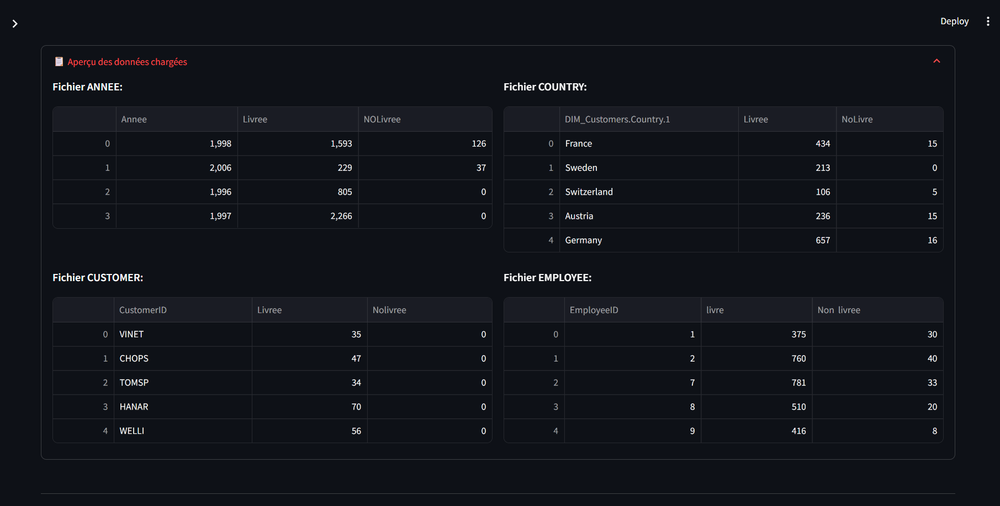 Deploy
Aperçu des données chargées
Fichier ANNEE:
Annee Livree NOLivree
0 1,998 1,593 126
1 2,006 229 37
2 1,996 805 0
3 1,997 2,266 0
Fichier COUNTRY:
DIM_Customers.Country.1 Livree NoLivre
0 France 434 15
1 Sweden 213 0
2 Switzerland 106 5
3 Austria 236 15
4 Germany 657 16
Fichier CUSTOMER:
CustomerID Livree Nolivree
0 VINET 35 0
1 CHOPS 47 0
2 TOMSP 34 0
3 HANAR 70 0
4 WELLI 56 0
Fichier EMPLOYEE:
EmployeeID livre Non livree
0 1 375 30
1 2 760 40
2 7 781 33
3 8 510 20
4 9 416 8